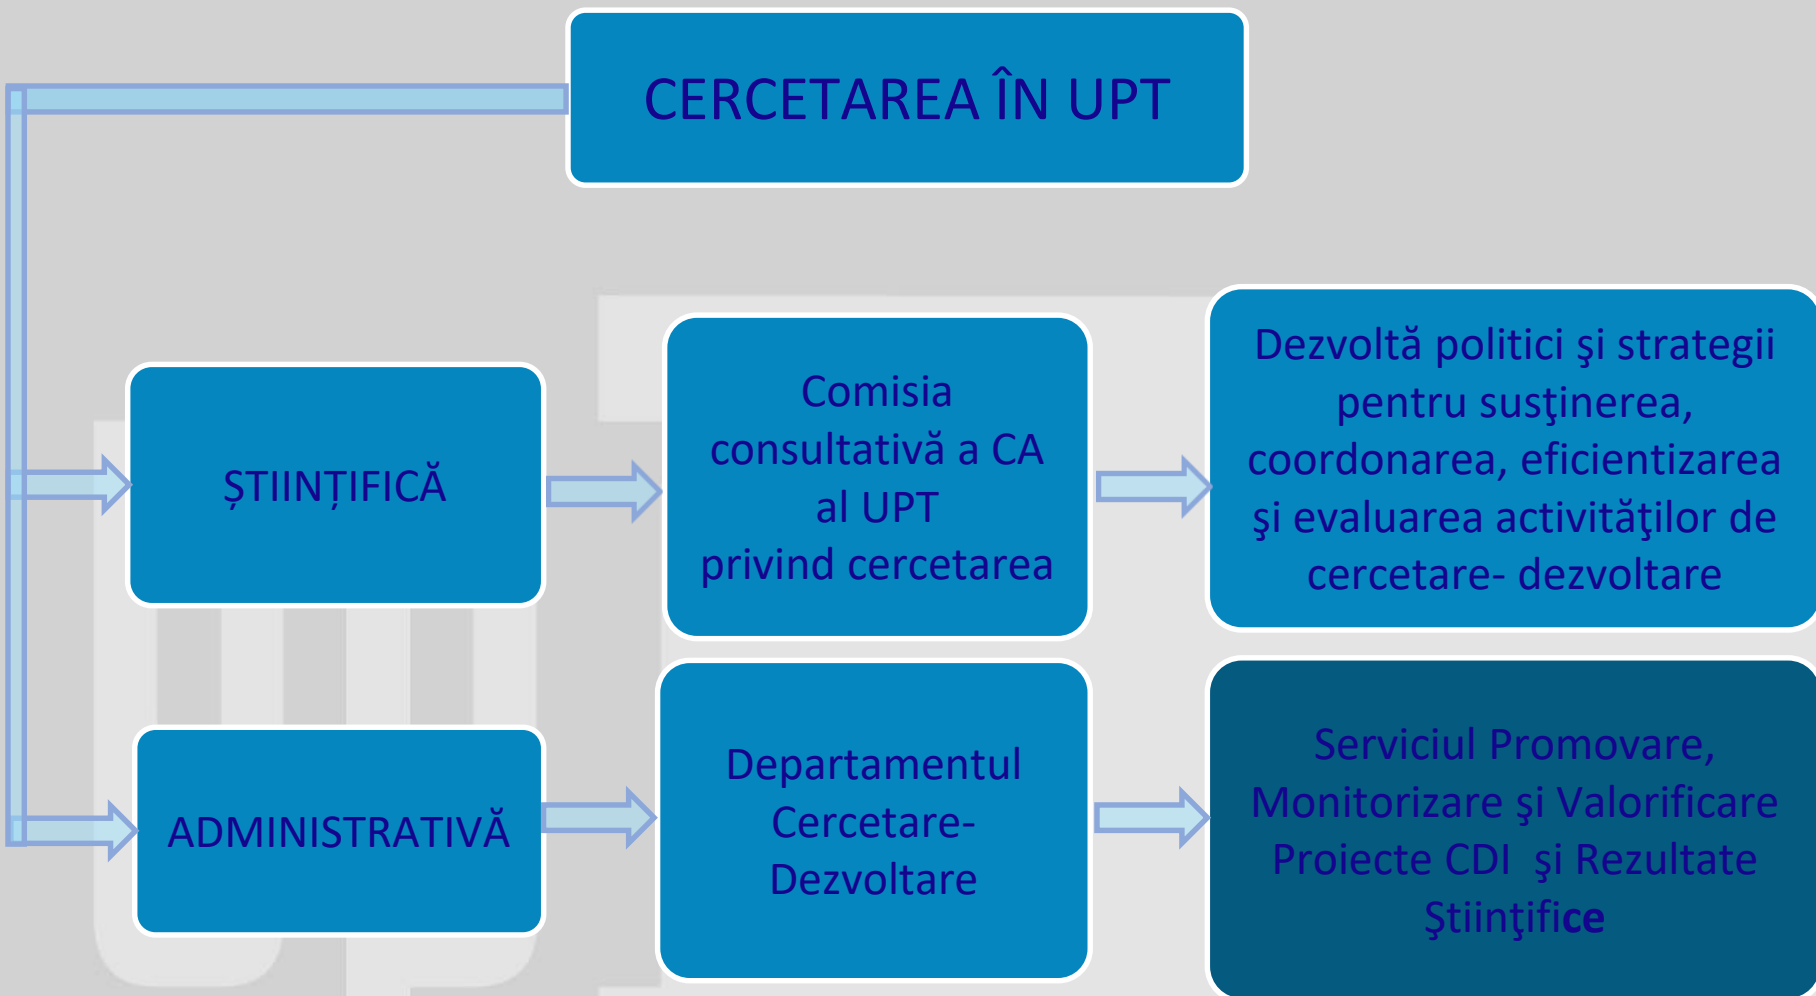 CERCETAREA ÎN UPT
ȘTIINȚIFICĂ
Comisia
consultativă a CA
al UPT
privind cercetarea
Dezvoltă politici şi strategii
pentru susţinerea,
coordonarea, eficientizarea
şi evaluarea activităţilor de
cercetare- dezvoltare
ADMINISTRATIVĂ
Departamentul
Cercetare-
Dezvoltare
Serviciul Promovare,
Monitorizare şi Valorificare
Proiecte CDI  şi Rezultate
Ştiinţifice